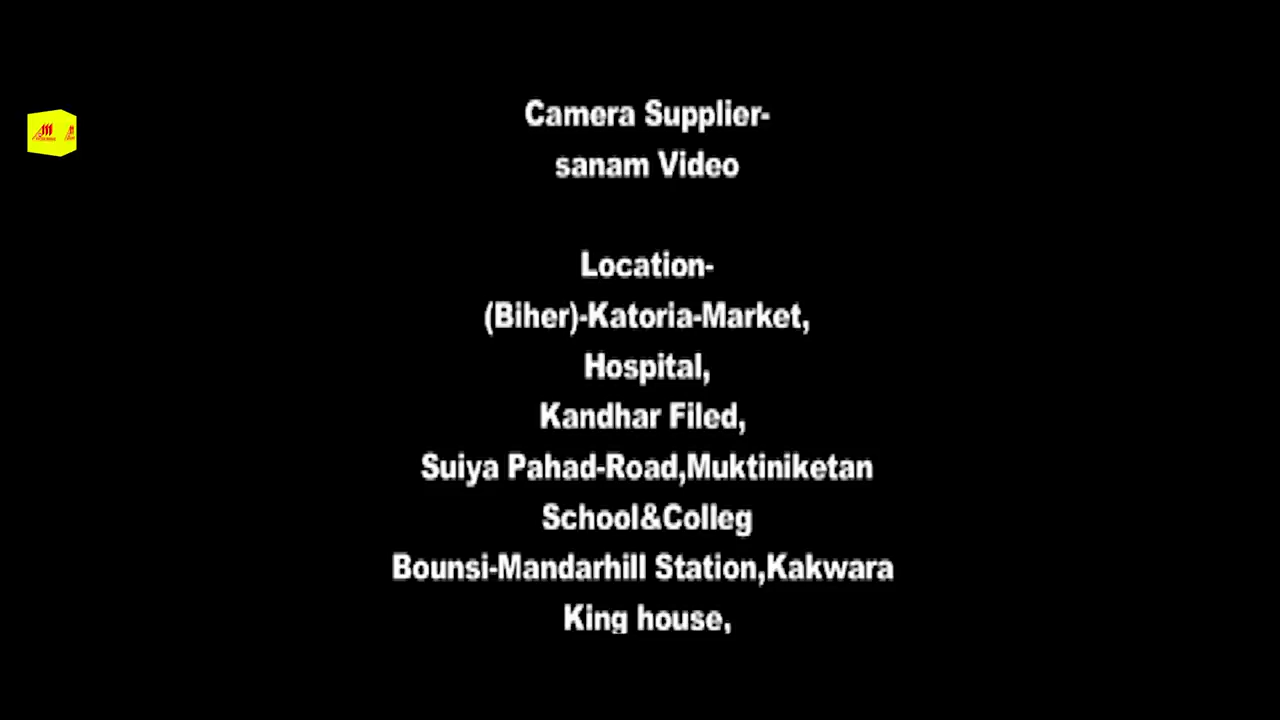 Camera Supplier-
sanam Video
Location-
(Biher)-Katoria-Market,
Hospital,
Kandhar Filed,
Suiya Pahad-Road,Muktiniketan
School&Colleg
Bounsi-Mandarhill Station,Kakwara
King house,